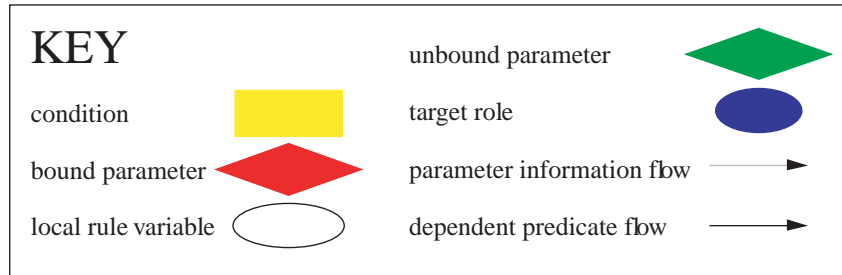 KEY
condition
bound parameter
local rule variable
unbound parameter
target role
parameter information flow
dependent predicate flow